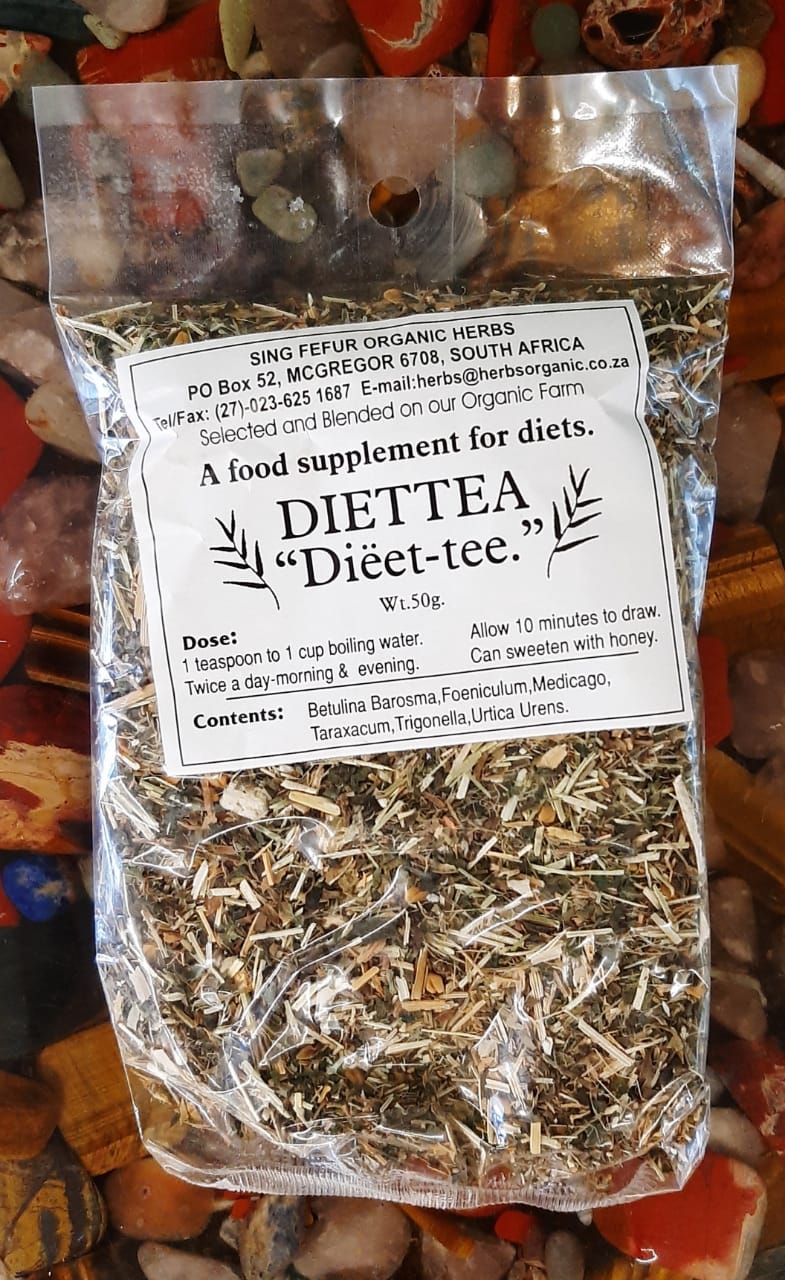 SING FEFUR ORGANIC HERBS
PO Box 52, MCGREGOR 6708, SOUTH AFRICA
Tel/Fax: (27)-023-625 1687 E-mail:herbs@herbsorganic.co.za
Selected and Blended on our Organic Farm
A food supplement for diets.
DIETTEA
“Diëet-tee.”
Wt.50g.
Dose:
1 teaspoon to 1 cup boiling water.
Twice a day-morning & evening.
Allow 10 minutes to draw.
Can sweeten with honey.
Contents: Betulina Barosma,Foeniculum,Medicago,
Taraxacum,Trigonella,Urtica Urens.